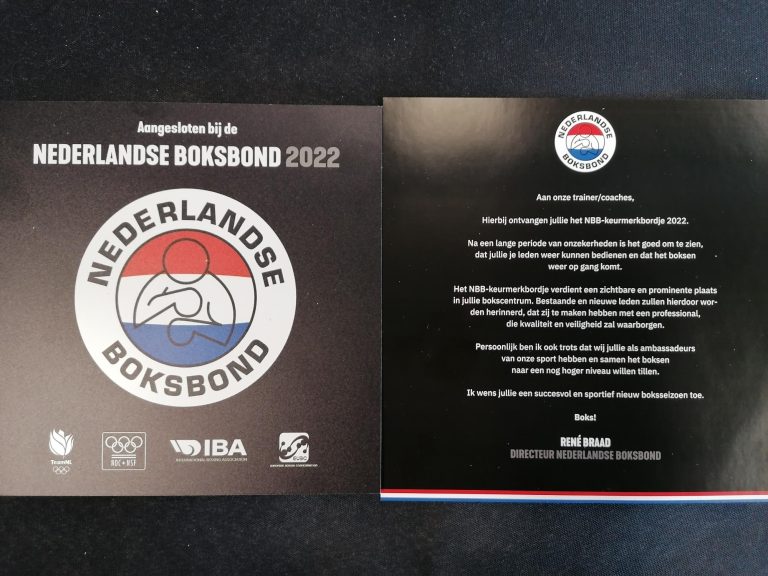 Aangesloten bij de
NEDERLANDSE BOKSBOND 2022
NEDERLANDSE
BOKSBOND
TeamNL
NOC*NSF
IBA
INTERNATIONAL BOXING ASSOCIATION
EUBC
EUROPEAN BOXING CONFEDERATION
NEDERLANDSE
BOKSBOND
Aan onze trainer/coaches,
Hierbij ontvangen jullie het NBB-keurmerkbordje 2022.
Na een lange periode van onzekerheden is het goed om te zien,
dat jullie je leden weer kunnen bedienen en dat het boksen
weer op gang komt.
Het NBB-keurmerkbordje verdient een zichtbare en prominente plaats
in jullie bokscentrum. Bestaande en nieuwe leden zullen hierdoor wor-
den herinnerd, dat zij te maken hebben met een professional,
die kwaliteit en veiligheid zal waarborgen.
Persoonlijk ben ik ook trots dat wij jullie als ambassadeurs
van onze sport hebben en samen het boksen
naar een nog hoger niveau willen tillen.
Ik wens jullie een succesvol en sportief nieuw boksseizoen toe.
Boks!
RENÉ BRAAD
DIRECTEUR NEDERLANDSE BOKSBOND